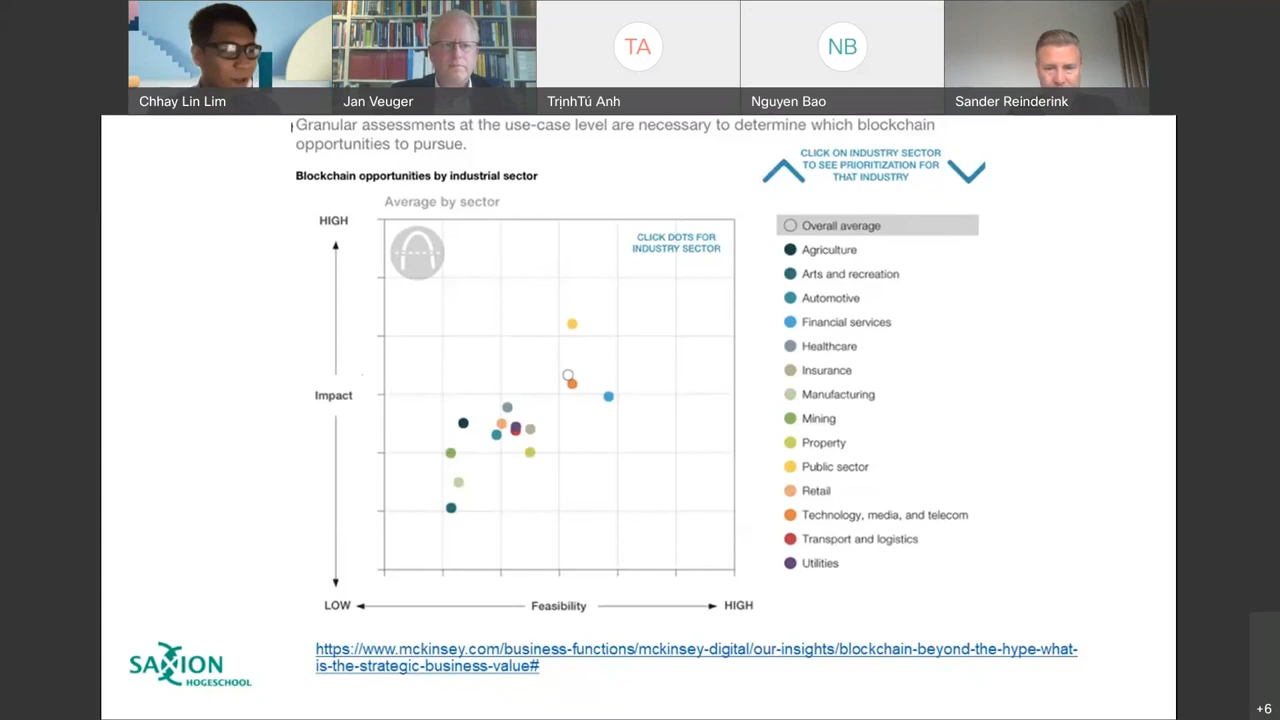 Chhay Lin Lim
Jan Veuger
TA
TrịnhTú Anh
NB
Nguyen Bao
Sander Reinderink
Granular assessments at the use-case level are necessary to determine which blockchain
opportunities to pursue.
Blockchain opportunities by industrial sector
CLICK ON INDUSTRY SECTOR
TO SEE PRIORITIZATION FOR
THAT INDUSTRY
Average by sector
HIGH
CLICK DOTS FOR
INDUSTRY SECTOR
Impact
LOW
Feasibility
HIGH
Overall average
Agriculture
Arts and recreation
Automotive
Financial services
Healthcare
Insurance
Manufacturing
Mining
Property
Public sector
Retail
Technology, media, and telecom
Transport and logistics
Utilities
SAXION
HOGESCHOOL
https://www.mckinsey.com/business-functions/mckinsey-digital/our-insights/blockchain-beyond-the-hype-what-
is-the-strategic-business-value#
+6